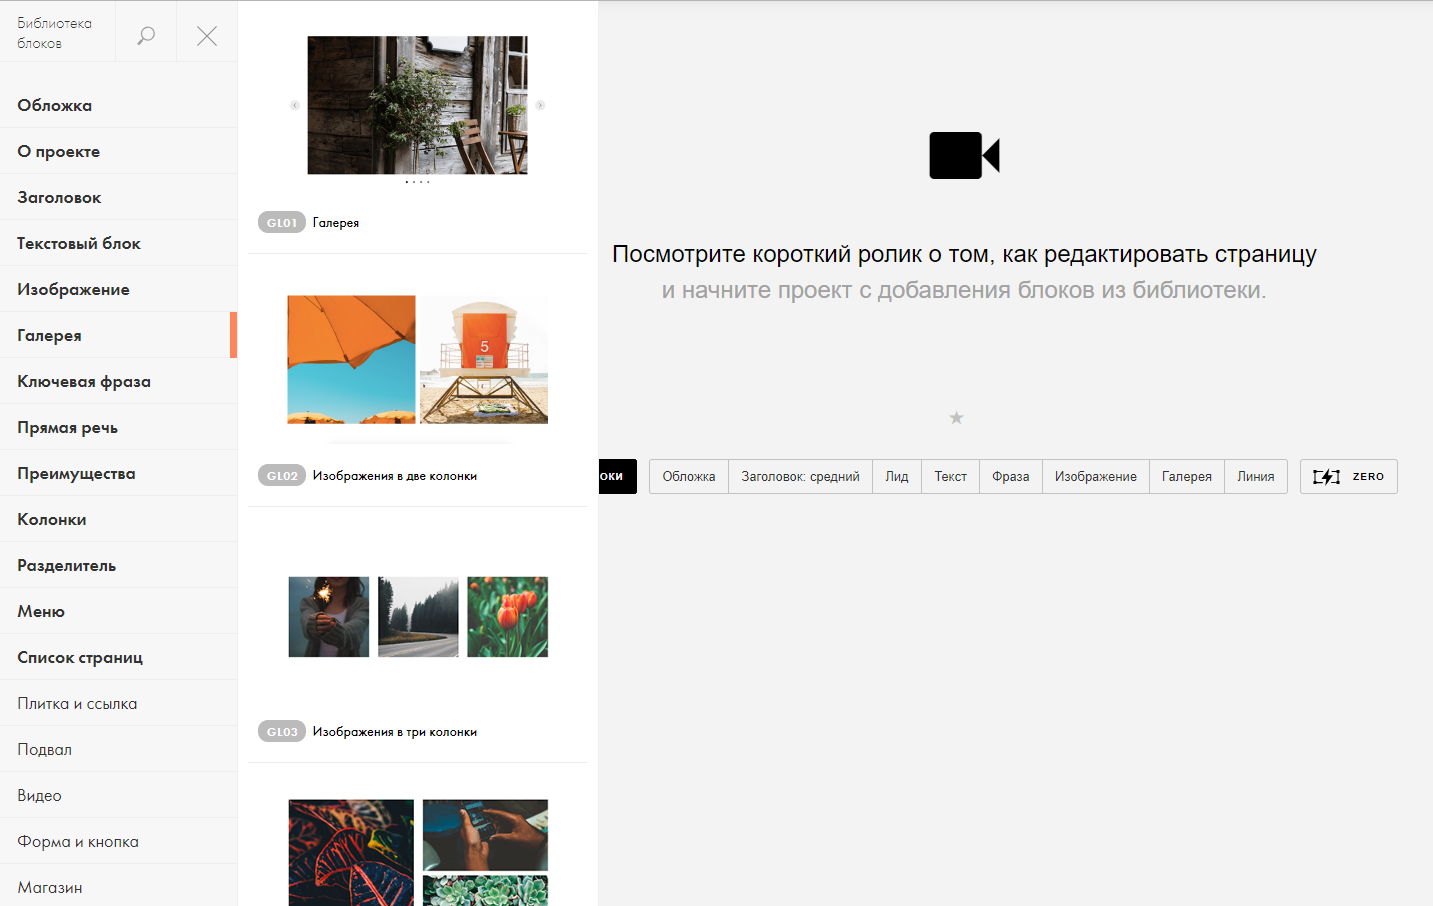 Библиотека
блоков
Обложка
О проекте
Заголовок
Текстовый блок
Изображение
Галерея
Ключевая фраза
Прямая речь
Преимущества
Колонки
Разделитель
Меню
Список страниц
Плитка и ссылка
Подвал
Видео
Форма и кнопка
Магазин
GL01 Галерея
5
GL02 Изображения в две колонки
GL03 Изображения в три колонки
Посмотрите короткий ролик о том, как редактировать страницу
и начните проект с добавления блоков из библиотеки.
ОКИ Обложка Заголовок: средний Лид Текст Фраза Изображение Галерея Линия ZERO